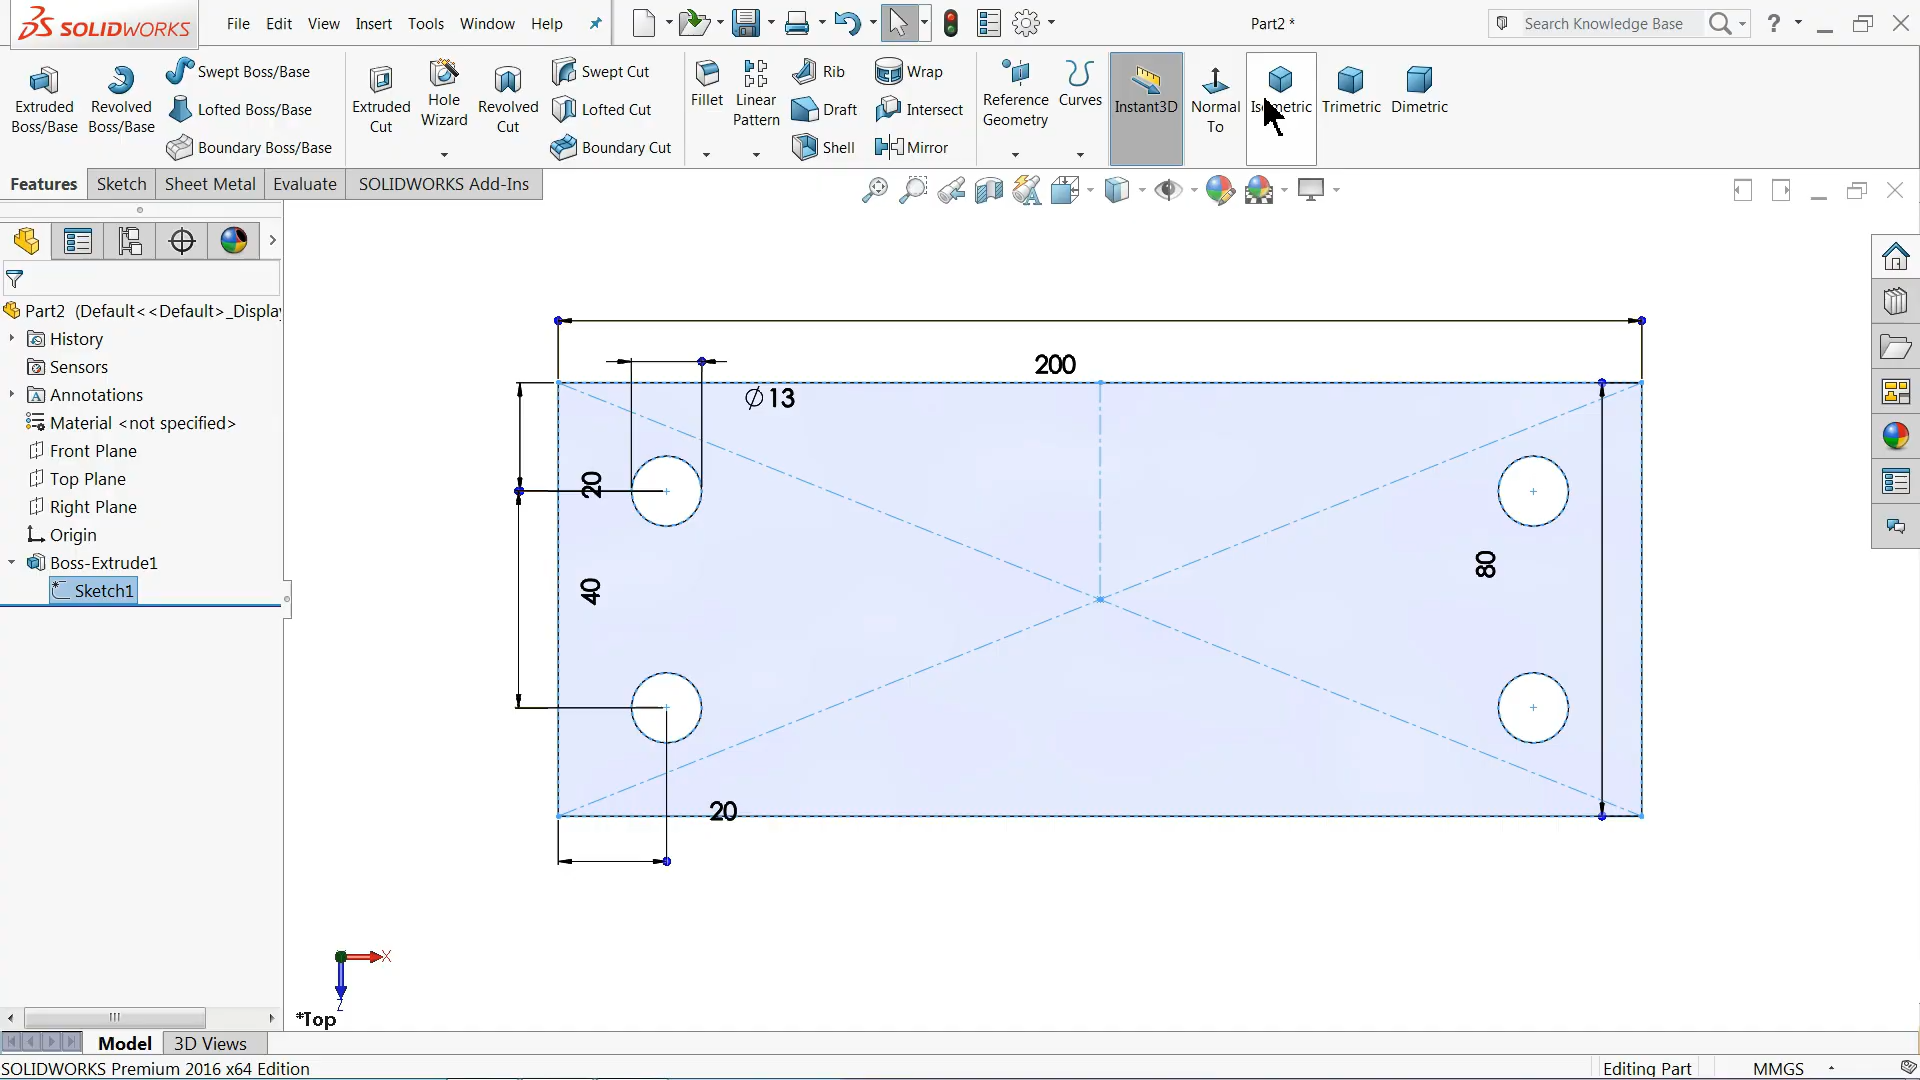 SOLIDWORKS
File Edit View Insert Tools Window Help
Part2 *
Search Knowledge Base
?
Extruded Boss/Base
Revolved Boss/Base
Swept Boss/Base
Lofted Boss/Base
Boundary Boss/Base
Extruded Cut
Hole Wizard
Revolved Cut
Swept Cut
Lofted Cut
Boundary Cut
Fillet
Linear Pattern
Rib
Draft
Shell
Wrap
Intersect
Mirror
Reference Geometry
Curves
Instant3D
Normal To
Isometric
Trimetric
Dimetric
Features Sketch Sheet Metal Evaluate SOLIDWORKS Add-Ins
Part2 (Default<<Default>_Displa
History
Sensors
Annotations
Material <not specified>
Front Plane
Top Plane
Right Plane
Origin
Boss-Extrude1
Sketch1
200
∅13
20
40
80
20
X
Z
*Top
Model 3D Views
SOLIDWORKS Premium 2016 x64 Edition
Editing Part
MMGS